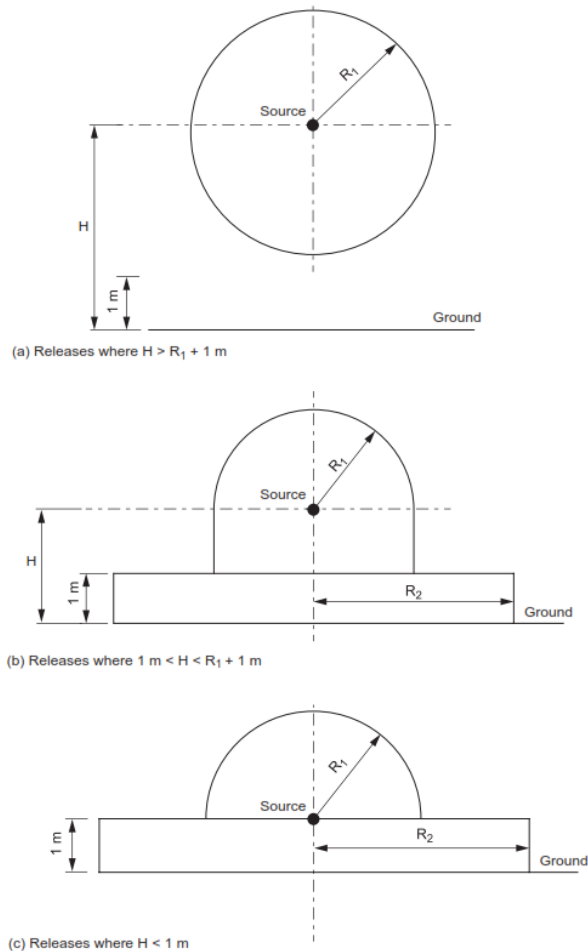 R₁
Source
H
1 m
Ground
(a) Releases where H > R₁ + 1 m
R₁
Source
H
1 m
R₂
Ground
(b) Releases where 1 m < H < R₁ + 1 m
R₁
Source
1 m
R₂
Ground
(c) Releases where H < 1 m